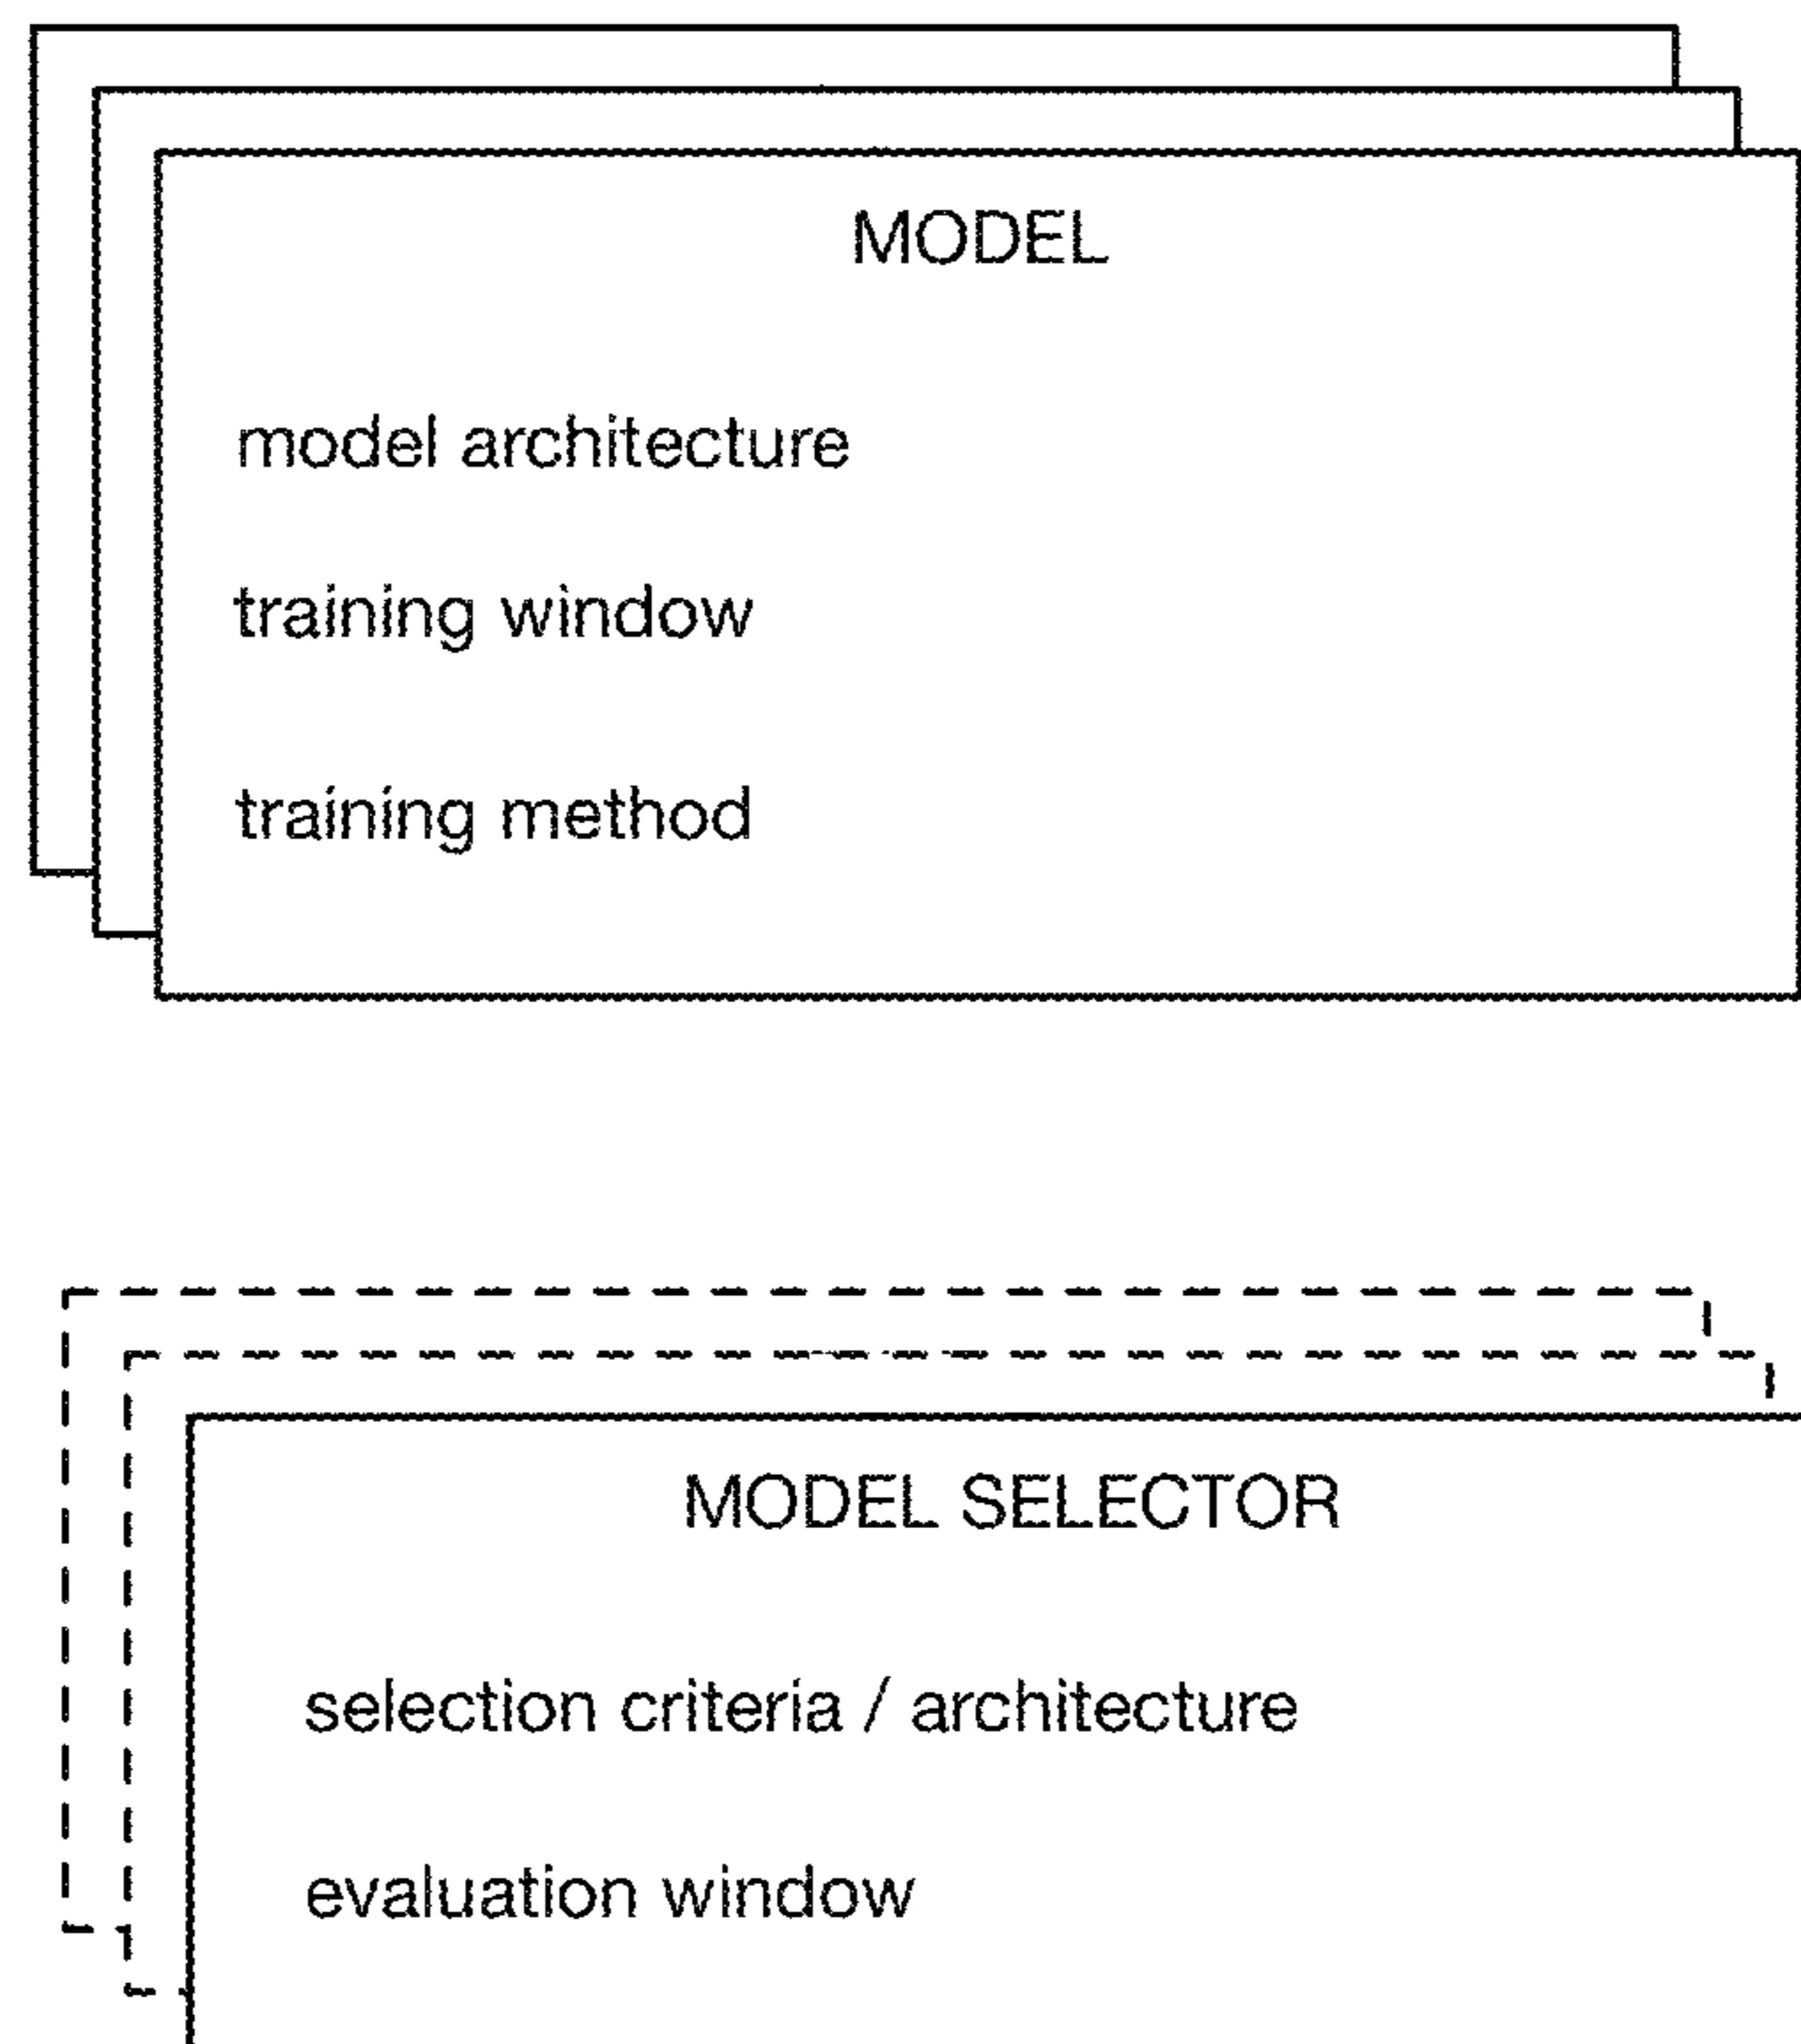 MODEL
model architecture
training window
training method
MODEL SELECTOR
selection criteria / architecture
evaluation window